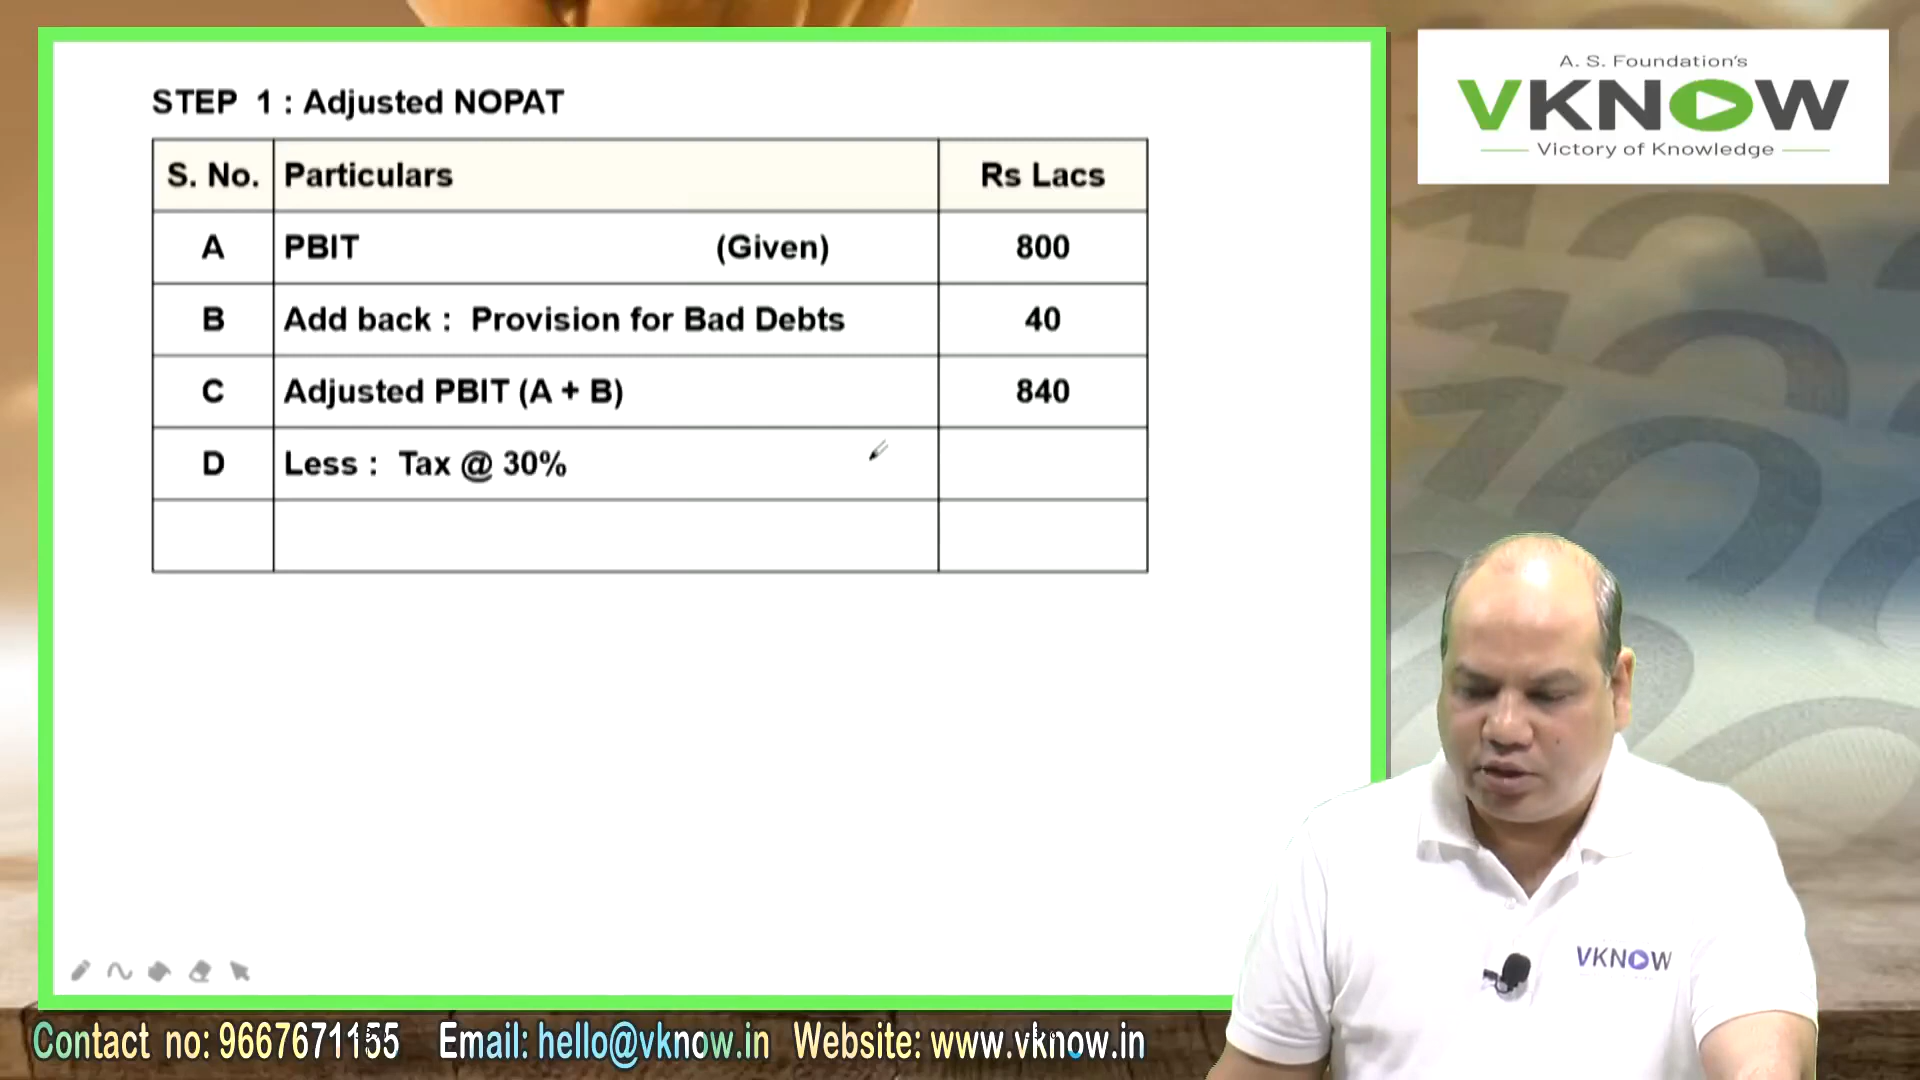 STEP 1 : Adjusted NOPAT
S. No. Particulars Rs Lacs
A PBIT (Given) 800
B Add back : Provision for Bad Debts 40
C Adjusted PBIT (A + B) 840
D Less : Tax @ 30%
A. S. Foundation's
VKNOW
Victory of Knowledge
VKNOW
Contact no: 9667671155 Email: hello@vknow.in Website: www.vknow.in